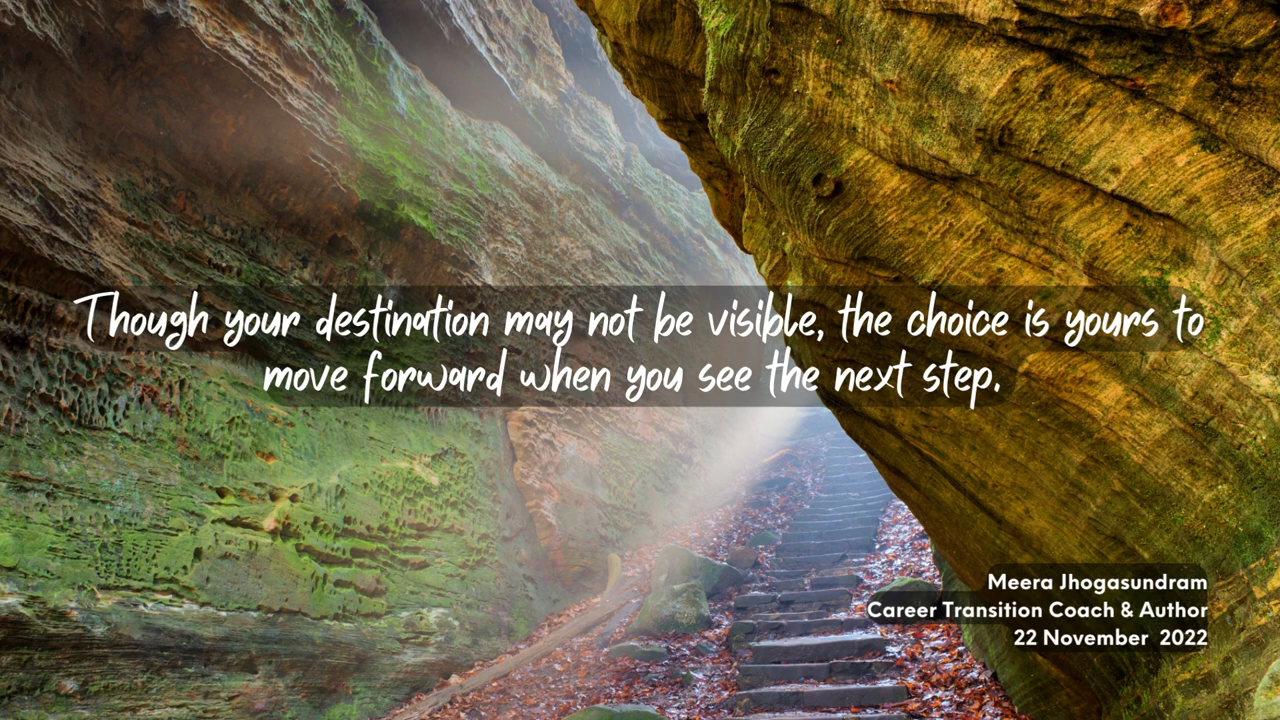 Though your destination may not be visible, the choice is yours to
move forward when you see the next step.
Meera Jhogasundram
Career Transition Coach & Author
22 November  2022